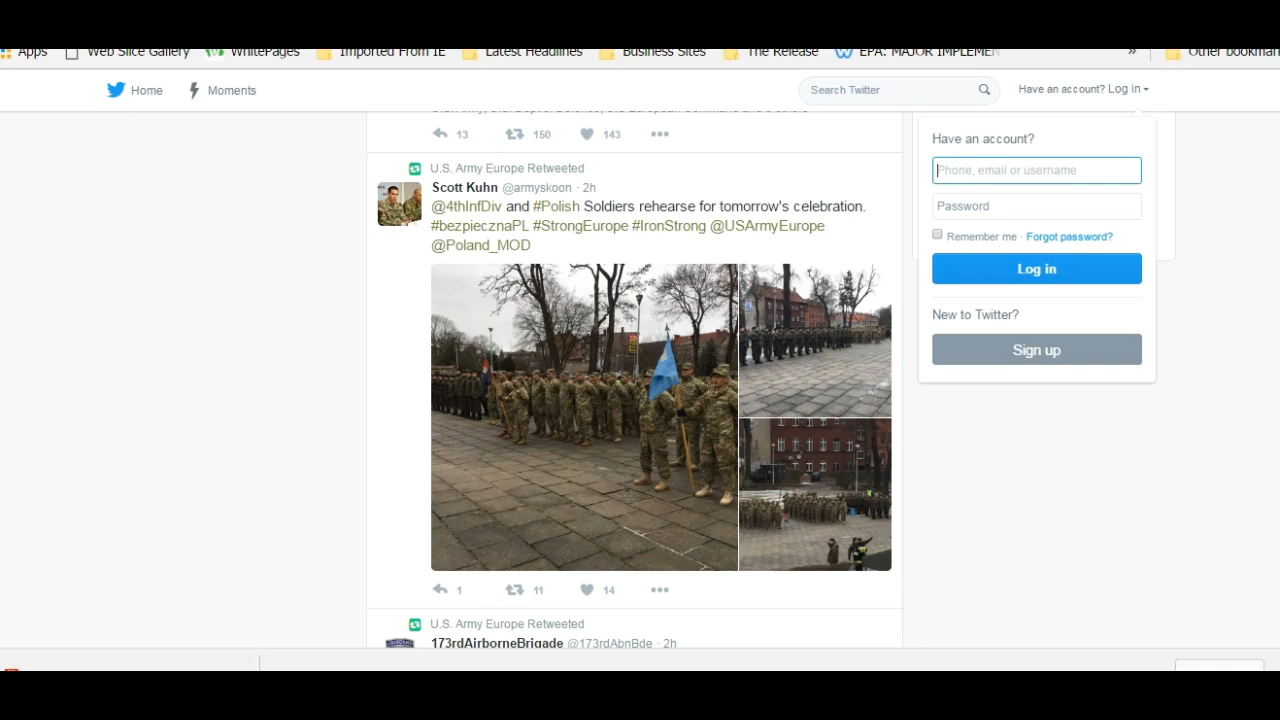 Apps Web Slice Gallery WhitePages Imported From IE Latest Headlines Business Sites The Release EPA: MAJOR IMPLEMEN » Other bookmar
Home Moments
Search Twitter
Have an account? Log in
13 150 143 •••
U.S. Army Europe Retweeted
Scott Kuhn @armyskoon · 2h
@4thInfDiv and #Polish Soldiers rehearse for tomorrow's celebration.
#bezpiecznaPL #StrongEurope #IronStrong @USArmyEurope
@Poland_MOD
1 11 14 •••
U.S. Army Europe Retweeted
173rdAirborneBrigade @173rdAbnBde · 2h
Have an account?
Phone, email or username
Password
Remember me · Forgot password?
Log in
New to Twitter?
Sign up